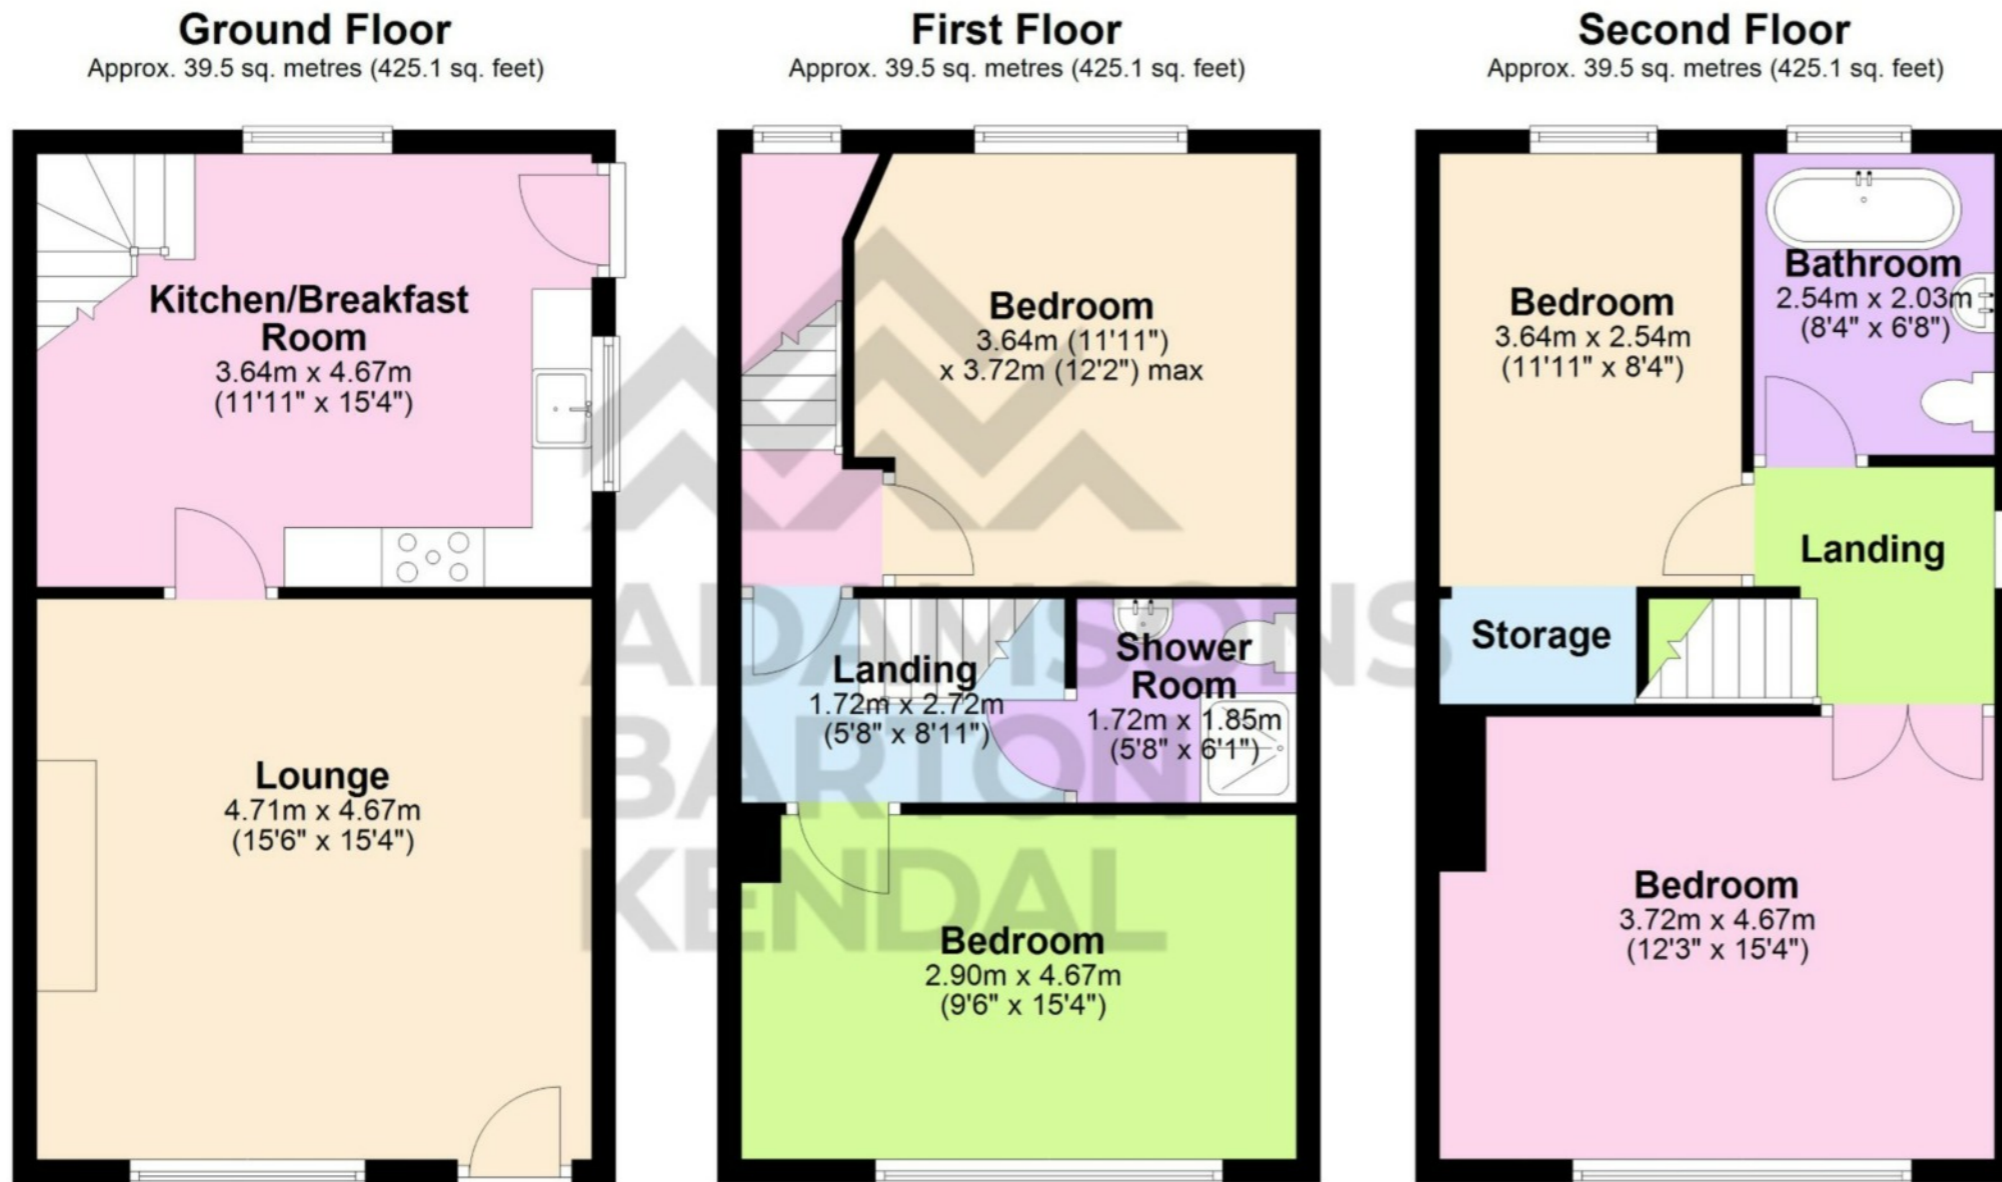 Ground Floor
Approx. 39.5 sq. metres (425.1 sq. feet)
Kitchen/Breakfast
Room
3.64m x 4.67m
(11'11" x 15'4")
Lounge
4.71m x 4.67m
(15'6" x 15'4")
First Floor
Approx. 39.5 sq. metres (425.1 sq. feet)
Bedroom
3.64m (11'11")
x 3.72m (12'2") max
Landing
1.72m x 2.72m
(5'8" x 8'11")
Shower
Room
1.72m x 1.85m
(5'8" x 6'1")
Bedroom
2.90m x 4.67m
(9'6" x 15'4")
Second Floor
Approx. 39.5 sq. metres (425.1 sq. feet)
Bedroom
3.64m x 2.54m
(11'11" x 8'4")
Bathroom
2.54m x 2.03m
(8'4" x 6'8")
Landing
Storage
Bedroom
3.72m x 4.67m
(12'3" x 15'4")
ADAMSONS
BARTON
KENDAL